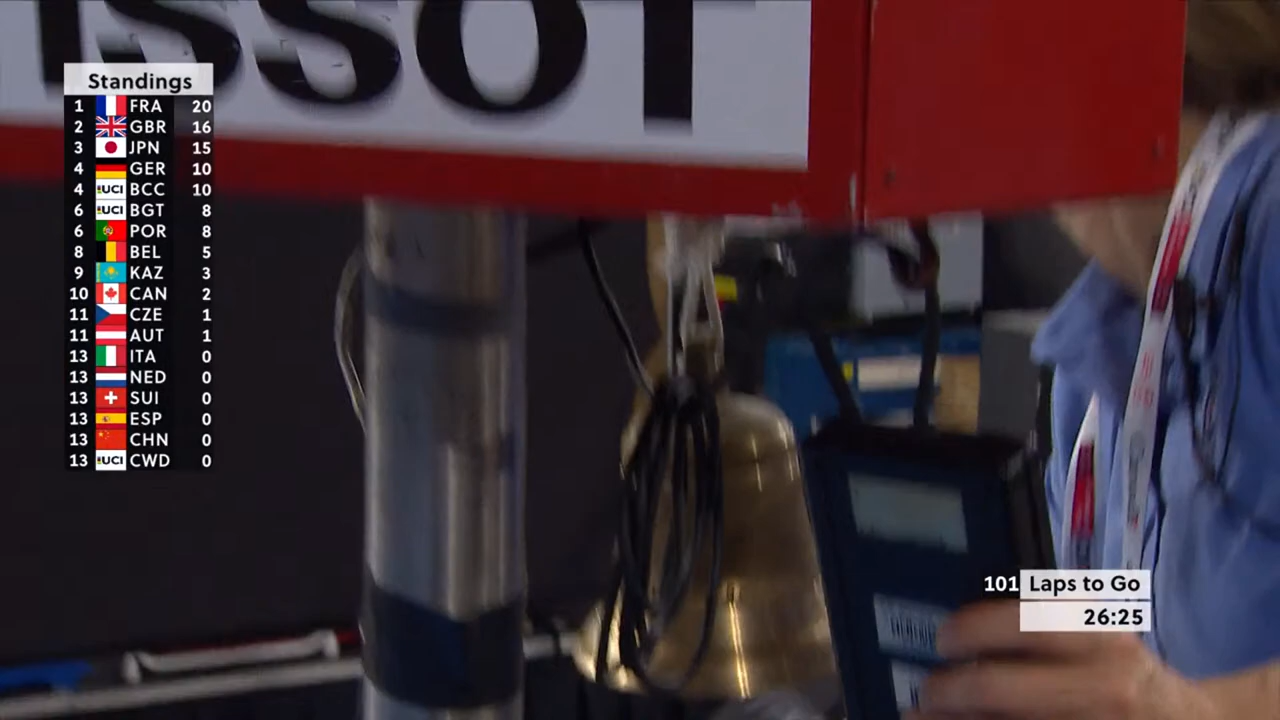 ISSOT
Standings
1 FRA 20
2 GBR 16
3 JPN 15
4 GER 10
4 UCI BCC 10
6 UCI BGT 8
6 POR 8
8 BEL 5
9 KAZ 3
10 CAN 2
11 CZE 1
11 AUT 1
13 ITA 0
13 NED 0
13 SUI 0
13 ESP 0
13 CHN 0
13 UCI CWD 0
101 Laps to Go
26:25